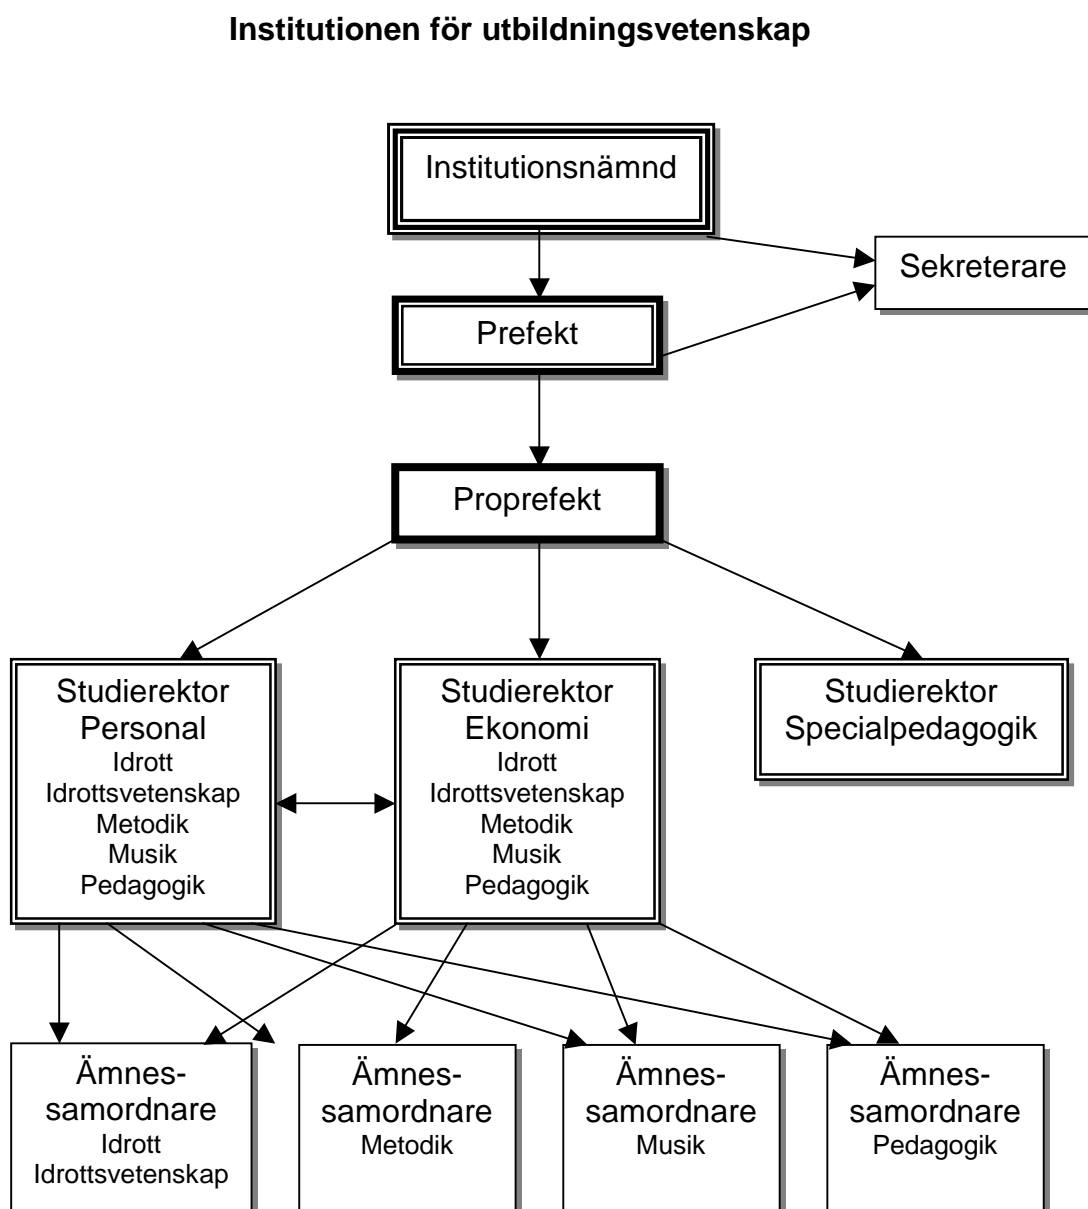 Institutionen för utbildningsvetenskap
Institutionsnämnd
Sekreterare
Prefekt
Proprefekt
Studierektor
Personal
Idrott
Idrottsvetenskap
Metodik
Musik
Pedagogik
Studierektor
Ekonomi
Idrott
Idrottsvetenskap
Metodik
Musik
Pedagogik
Studierektor
Specialpedagogik
Ämnes-
samordnare
Idrott
Idrottsvetenskap
Ämnes-
samordnare
Metodik
Ämnes-
samordnare
Musik
Ämnes-
samordnare
Pedagogik